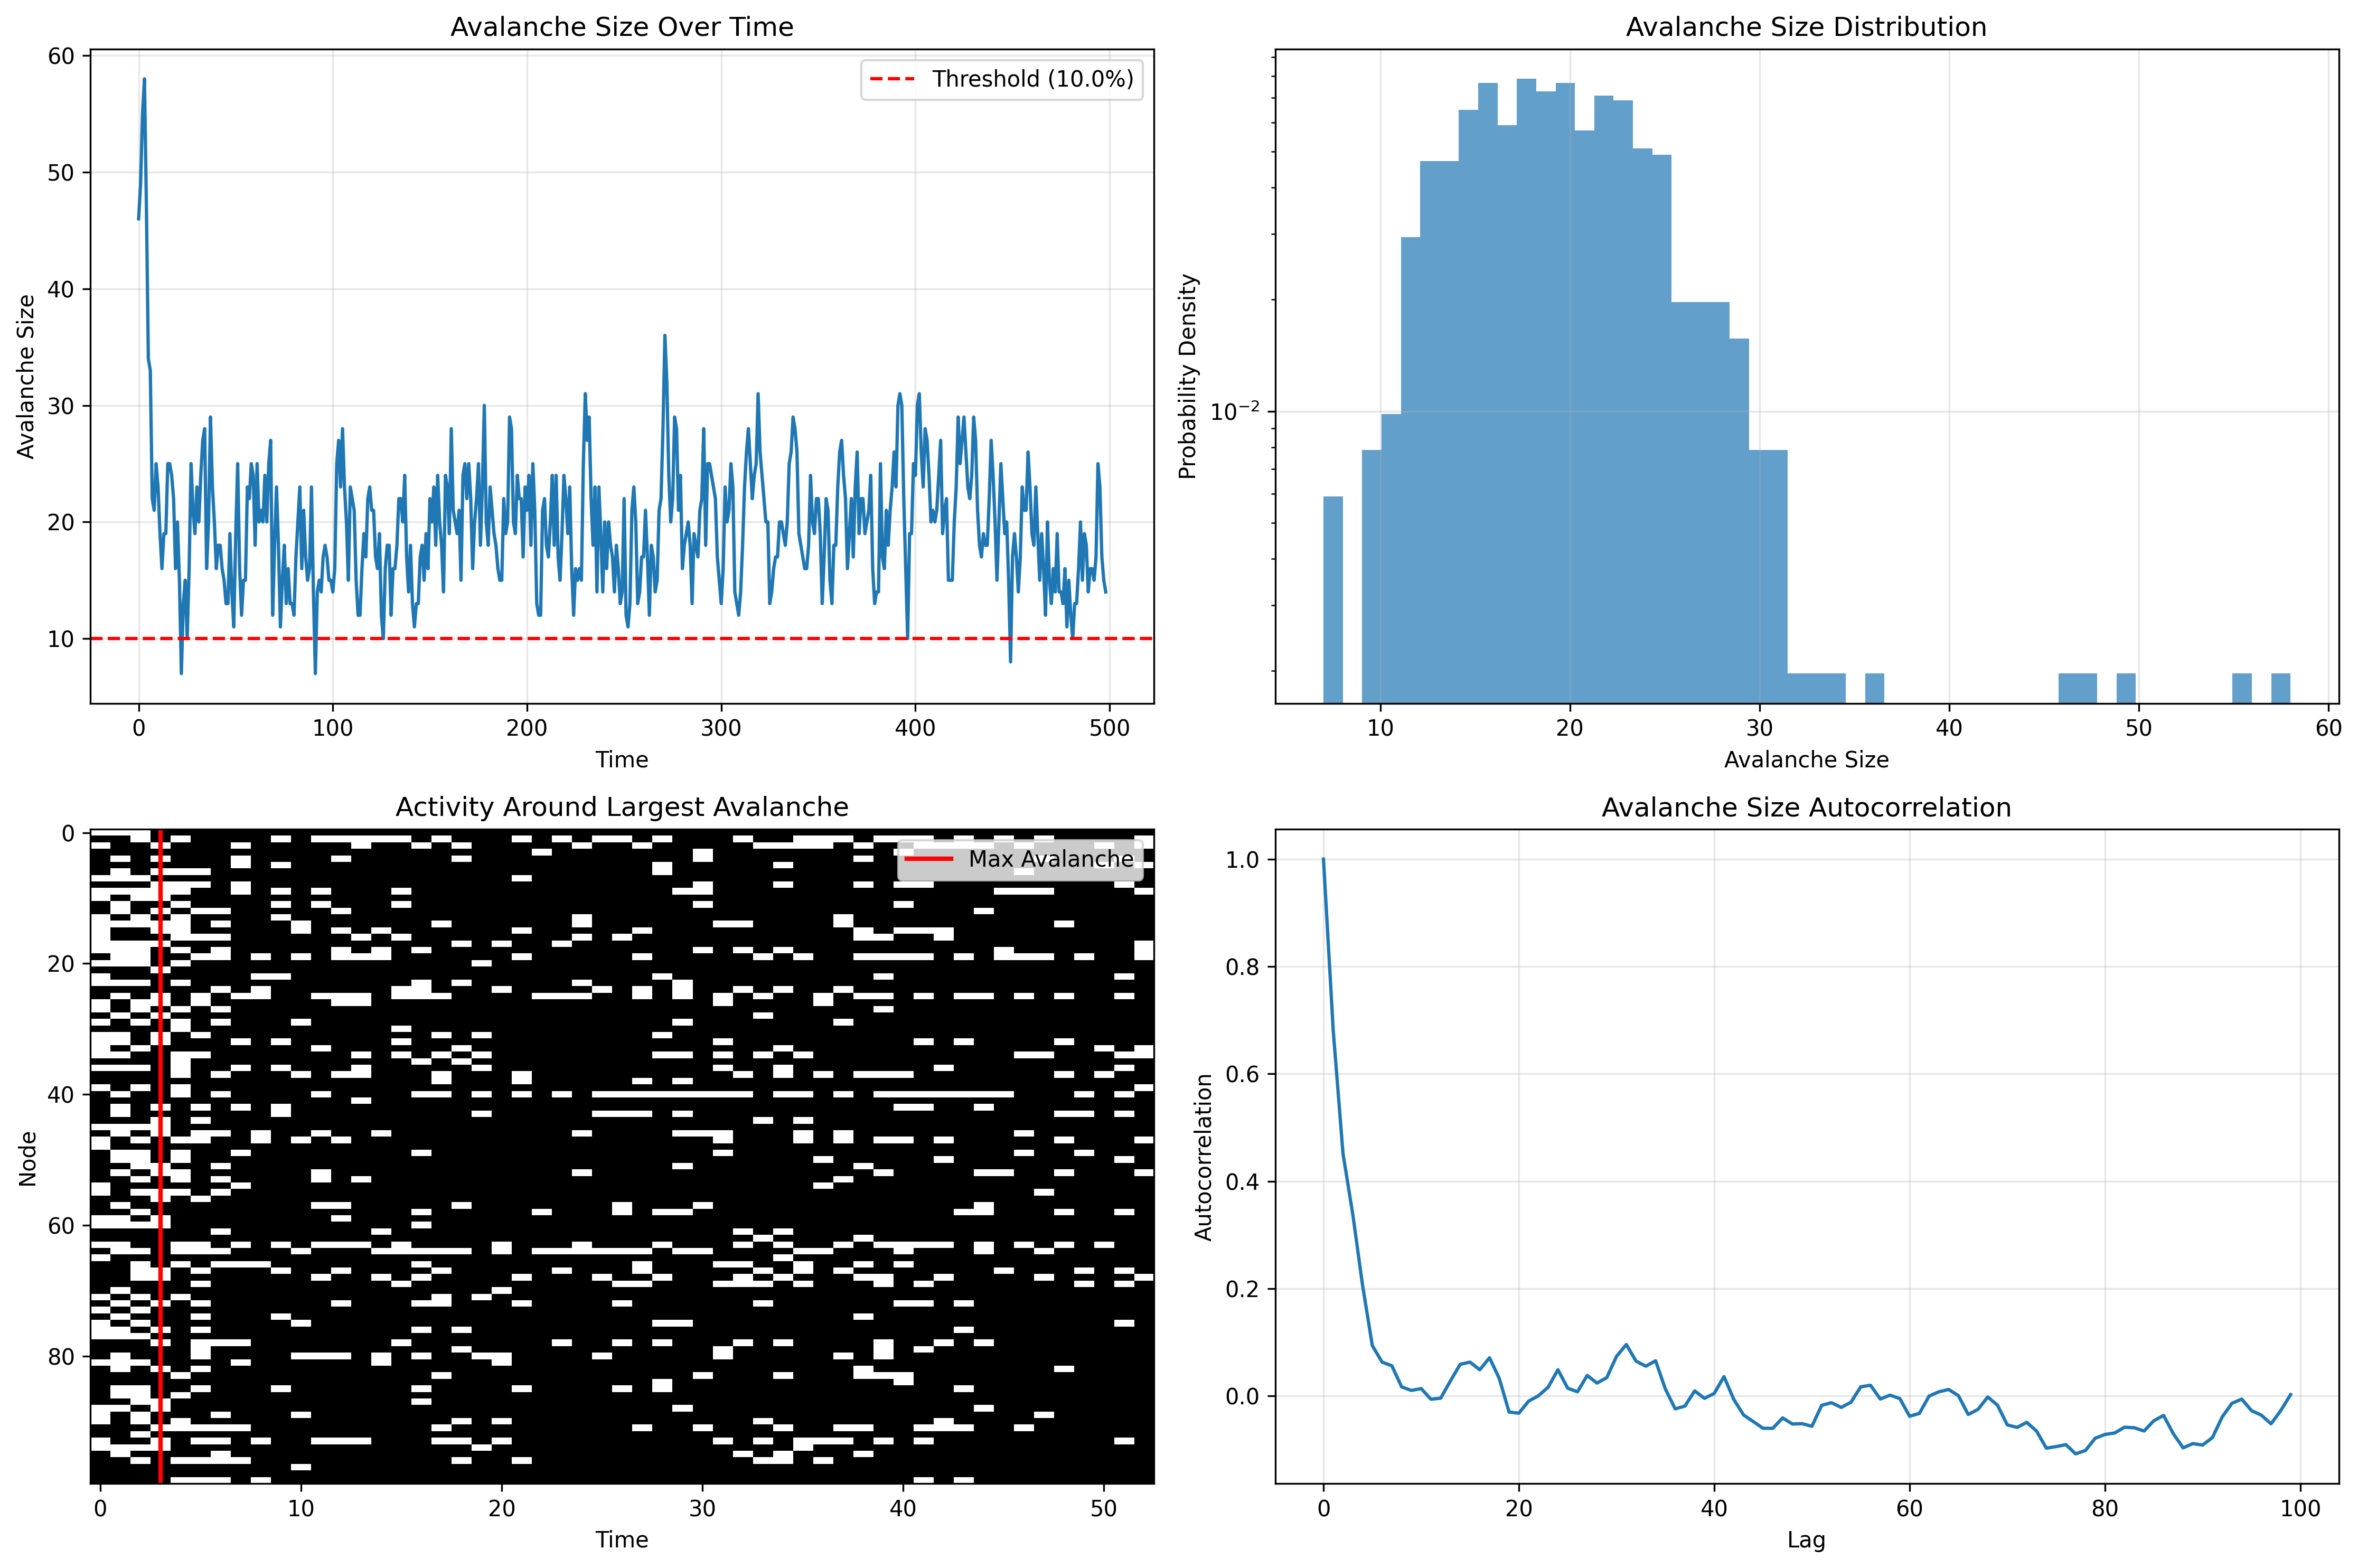 Avalanche Size Over Time
Avalanche Size
60
50
40
30
20
10
Threshold (10.0%)
0 100 200 300 400 500
Time
Avalanche Size Distribution
Probability Density
10⁻²
10 20 30 40 50 60
Avalanche Size
Activity Around Largest Avalanche
Node
0
20
40
60
80
Max Avalanche
0 10 20 30 40 50
Time
Avalanche Size Autocorrelation
Autocorrelation
1.0
0.8
0.6
0.4
0.2
0.0
0 20 40 60 80 100
Lag